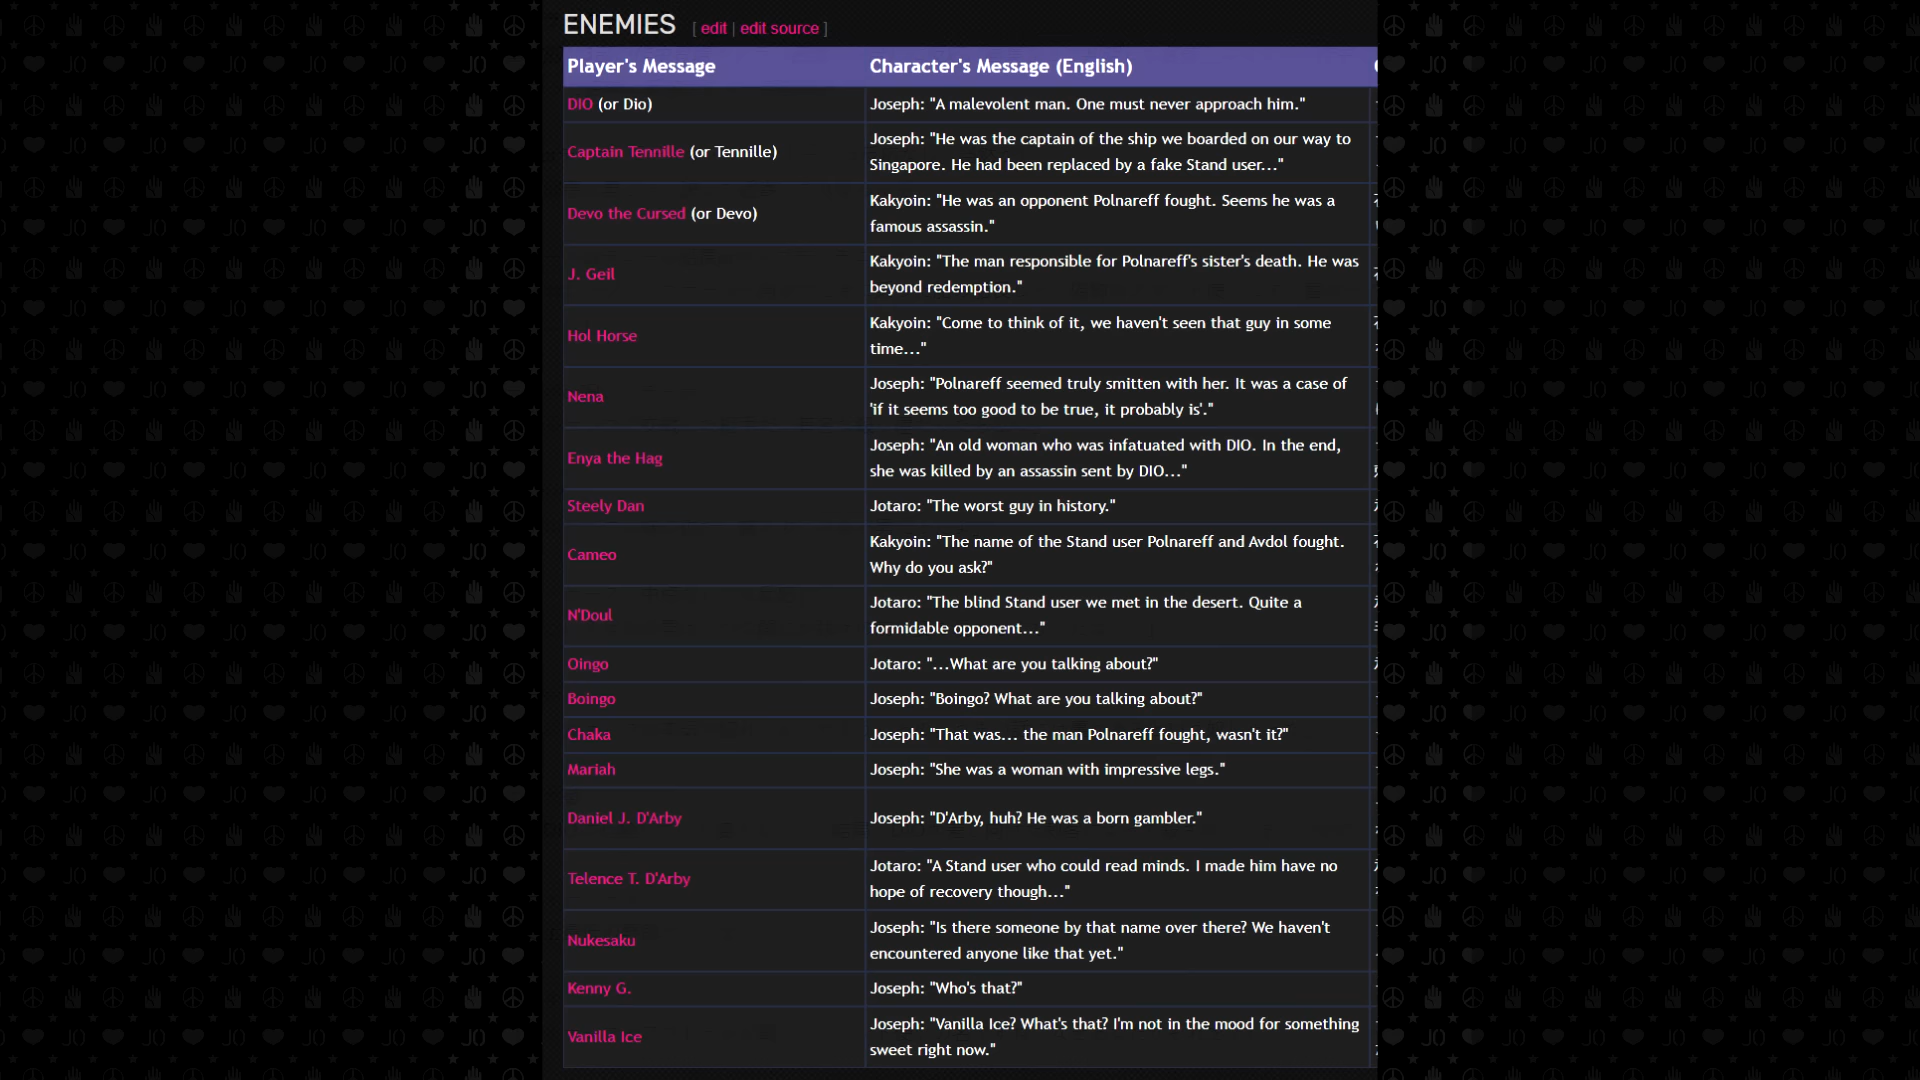 ENEMIES [ edit | edit source ]
Player's Message
Character's Message (English)
DIO (or Dio)
Joseph: "A malevolent man. One must never approach him."
Captain Tennille (or Tennille)
Joseph: "He was the captain of the ship we boarded on our way to
Singapore. He had been replaced by a fake Stand user..."
Devo the Cursed (or Devo)
Kakyoin: "He was an opponent Polnareff fought. Seems he was a
famous assassin."
J. Geil
Kakyoin: "The man responsible for Polnareff's sister's death. He was
beyond redemption."
Hol Horse
Kakyoin: "Come to think of it, we haven't seen that guy in some
time..."
Nena
Joseph: "Polnareff seemed truly smitten with her. It was a case of
'if it seems too good to be true, it probably is'."
Enya the Hag
Joseph: "An old woman who was infatuated with DIO. In the end,
she was killed by an assassin sent by DIO..."
Steely Dan
Jotaro: "The worst guy in history."
Cameo
Kakyoin: "The name of the Stand user Polnareff and Avdol fought.
Why do you ask?"
N'Doul
Jotaro: "The blind Stand user we met in the desert. Quite a
formidable opponent..."
Oingo
Jotaro: "...What are you talking about?"
Boingo
Joseph: "Boingo? What are you talking about?"
Chaka
Joseph: "That was... the man Polnareff fought, wasn't it?"
Mariah
Joseph: "She was a woman with impressive legs."
Daniel J. D'Arby
Joseph: "D'Arby, huh? He was a born gambler."
Telence T. D'Arby
Jotaro: "A Stand user who could read minds. I made him have no
hope of recovery though..."
Nukesaku
Joseph: "Is there someone by that name over there? We haven't
encountered anyone like that yet."
Kenny G.
Joseph: "Who's that?"
Vanilla Ice
Joseph: "Vanilla Ice? What's that? I'm not in the mood for something
sweet right now."